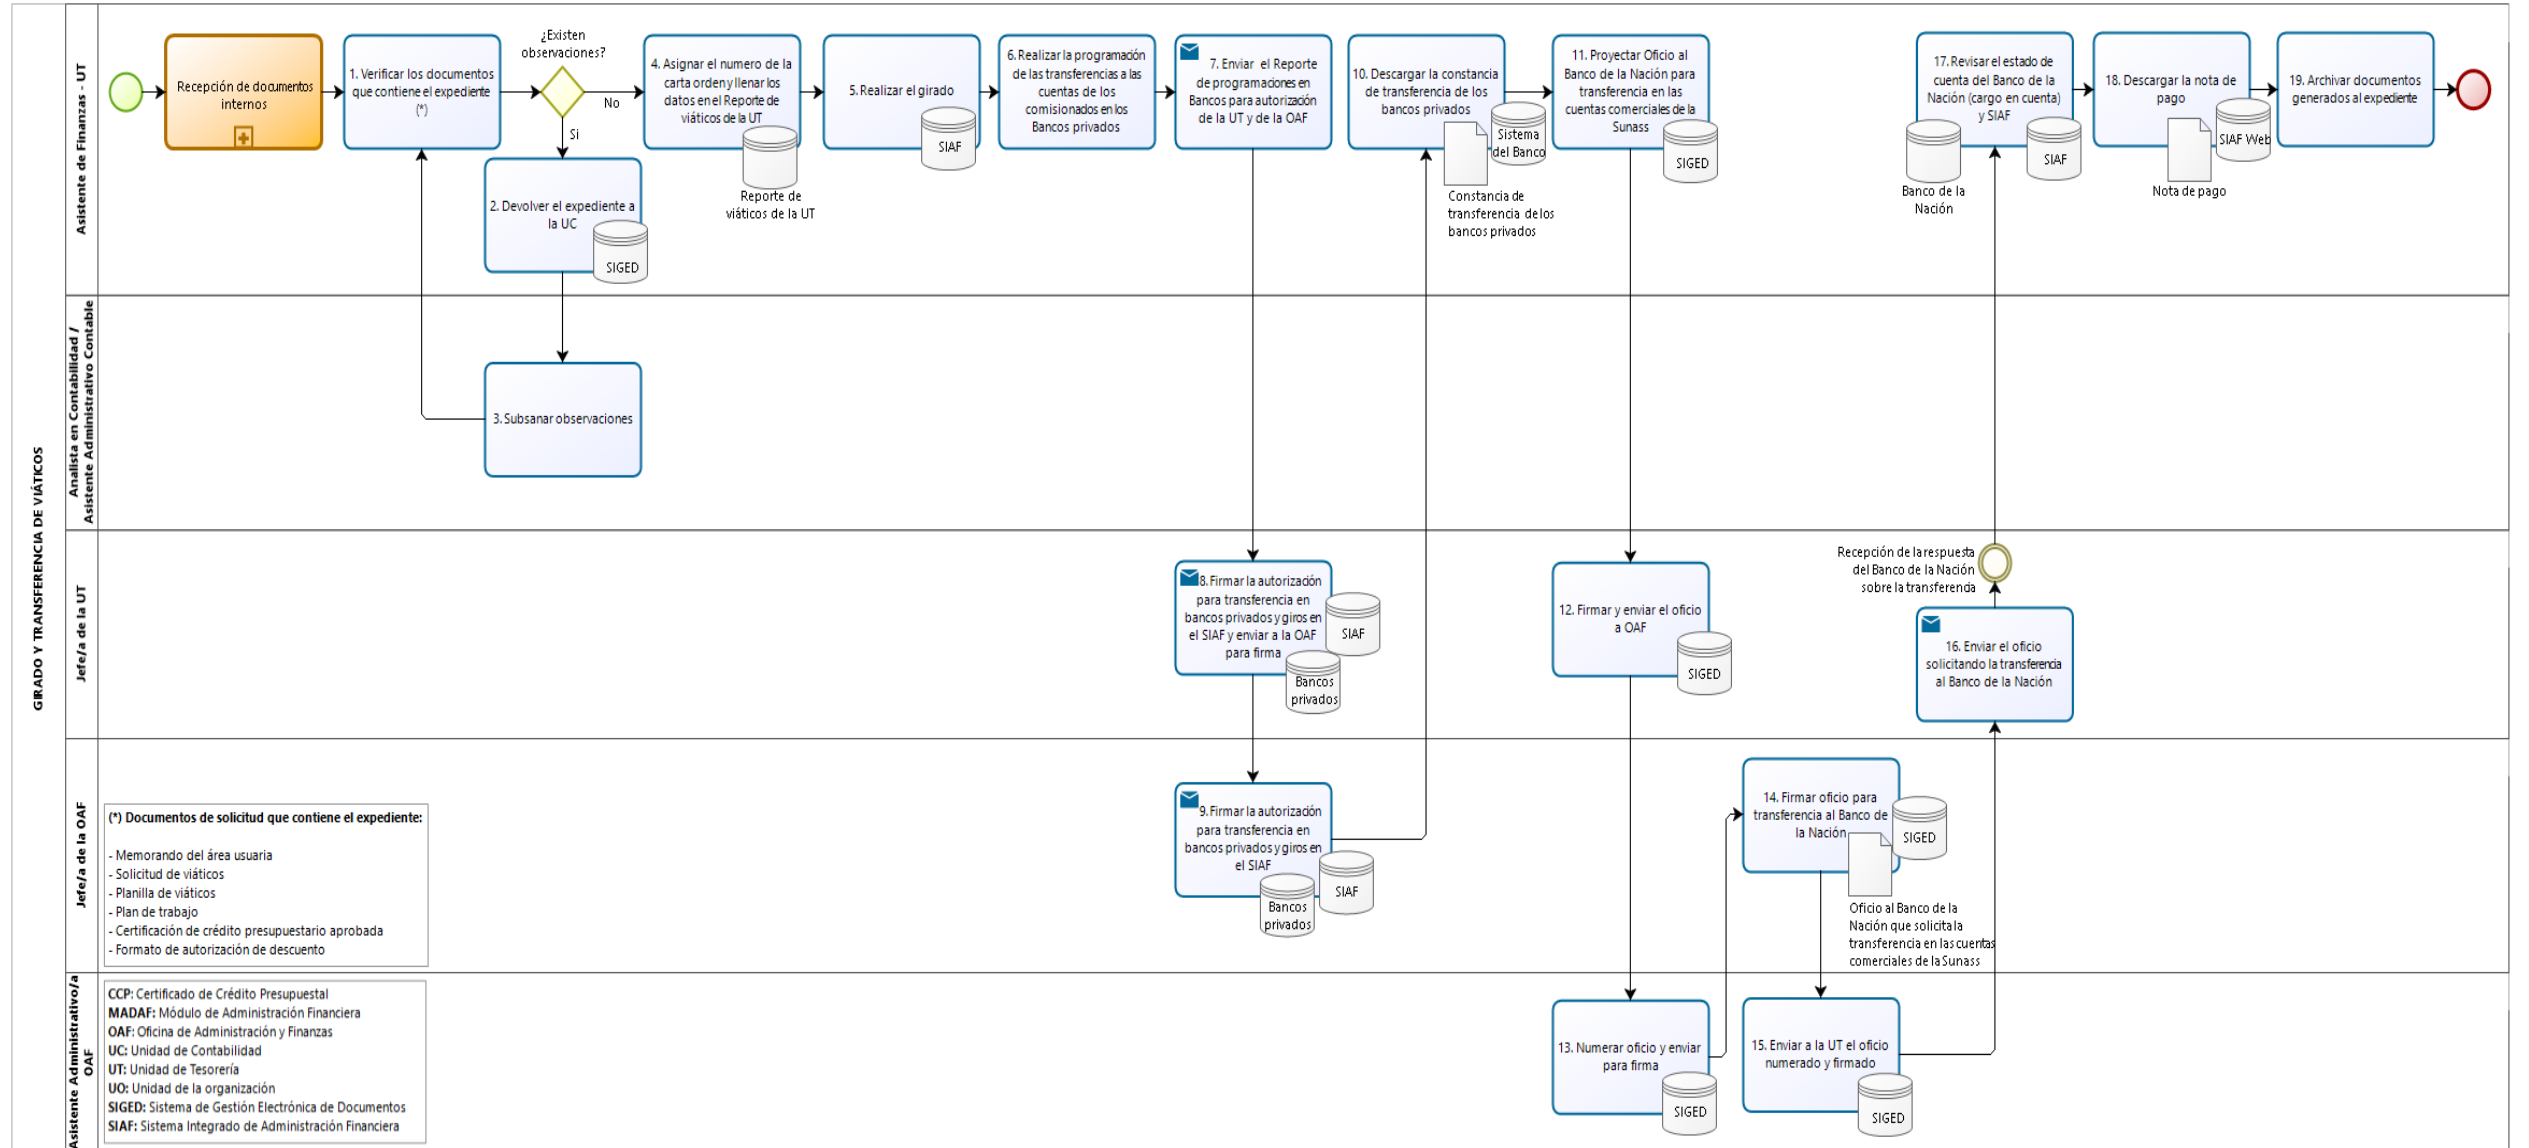 GIRADO Y TRANSFERENCIA DE VIÁTICOS
Asistente de Finanzas - UT
Recepción de documentos
internos
1. Verificar los documentos
que contiene el expediente
(*)
¿Existen
observaciones?
No
Si
2. Devolver el expediente a
la UC
SIGED
4. Asignar el numero de la
carta orden y llenar los
datos en el Reporte de
viáticos de la UT
Reporte de
viáticos de la UT
5. Realizar el girado
SIAF
6. Realizar la programación
de las transferencias a las
cuentas de los
comisionados en los
Bancos privados
7. Enviar el Reporte
de programaciones en
Bancos para autorización
de la UT y de la OAF
10. Descargar la constancia
de transferencia de los
bancos privados
Sistema
del Banco
Constancia de
transferencia de los
bancos privados
11. Proyectar Oficio al
Banco de la Nación para
transferencia en las
cuentas comerciales de la
Sunass
SIGED
17. Revisar el estado de
cuenta del Banco de la
Nación (cargo en cuenta)
y SIAF
Banco de la
Nación
SIAF
18. Descargar la nota de
pago
SIAF Web
Nota de pago
19. Archivar documentos
generados al expediente
Analista en Contabilidad /
Asistente Administrativo Contable
3. Subsanar observaciones
Jefe/a de la UT
8. Firmar la autorización
para transferencia en
bancos privados y giros en
el SIAF y enviar a la OAF
para firma
SIAF
Bancos
privados
12. Firmar y enviar el oficio
a OAF
SIGED
Recepción de la respuesta
del Banco de la Nación
sobre la transferencia
16. Enviar el oficio
solicitando la transferencia
al Banco de la Nación
Jefe/a de la OAF
(*) Documentos de solicitud que contiene el expediente:
- Memorando del área usuaria
- Solicitud de viáticos
- Planilla de viáticos
- Plan de trabajo
- Certificación de crédito presupuestario aprobada
- Formato de autorización de descuento
9. Firmar la autorización
para transferencia en
bancos privados y giros en
el SIAF
SIAF
Bancos
privados
14. Firmar oficio para
transferencia al Banco de
la Nación
SIGED
Oficio al Banco de la
Nación que solicita la
transferencia en las cuentas
comerciales de la Sunass
Asistente Administrativo/a
OAF
CCP: Certificado de Crédito Presupuestal
MADAF: Módulo de Administración Financiera
OAF: Oficina de Administración y Finanzas
UC: Unidad de Contabilidad
UT: Unidad de Tesorería
UO: Unidad de la organización
SIGED: Sistema de Gestión Electrónica de Documentos
SIAF: Sistema Integrado de Administración Financiera
13. Numerar oficio y enviar
para firma
SIGED
15. Enviar a la UT el oficio
numerado y firmado
SIGED